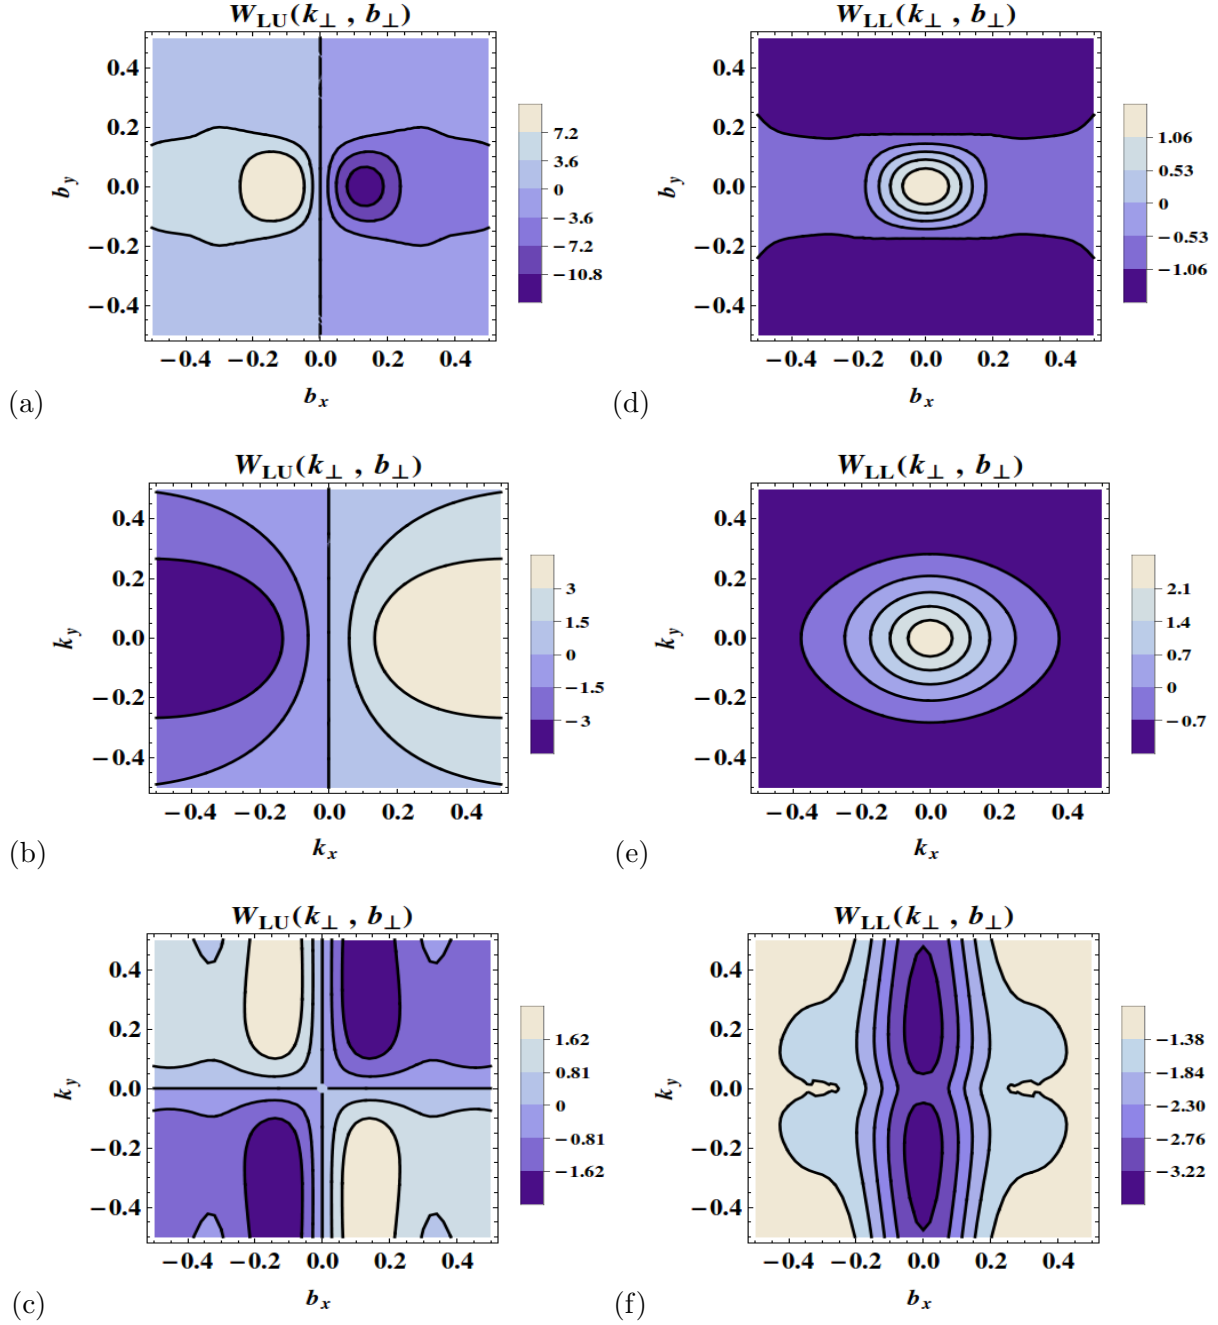 W_LU(k_⊥ , b_⊥)
0.4
0.2
0.0
−0.2
−0.4
b_y
−0.4 −0.2 0.0 0.2 0.4
b_x
7.2
3.6
0
−3.6
−7.2
−10.8
(a)
W_LL(k_⊥ , b_⊥)
0.4
0.2
0.0
−0.2
−0.4
b_y
−0.4 −0.2 0.0 0.2 0.4
b_x
1.06
0.53
0
−0.53
−1.06
(d)
W_LU(k_⊥ , b_⊥)
0.4
0.2
0.0
−0.2
−0.4
k_y
−0.4 −0.2 0.0 0.2 0.4
k_x
3
1.5
0
−1.5
−3
(b)
W_LL(k_⊥ , b_⊥)
0.4
0.2
0.0
−0.2
−0.4
k_y
−0.4 −0.2 0.0 0.2 0.4
k_x
2.1
1.4
0.7
0
−0.7
(e)
W_LU(k_⊥ , b_⊥)
0.4
0.2
0.0
−0.2
−0.4
k_y
−0.4 −0.2 0.0 0.2 0.4
b_x
1.62
0.81
0
−0.81
−1.62
(c)
W_LL(k_⊥ , b_⊥)
0.4
0.2
0.0
−0.2
−0.4
k_y
−0.4 −0.2 0.0 0.2 0.4
b_x
−1.38
−1.84
−2.30
−2.76
−3.22
(f)